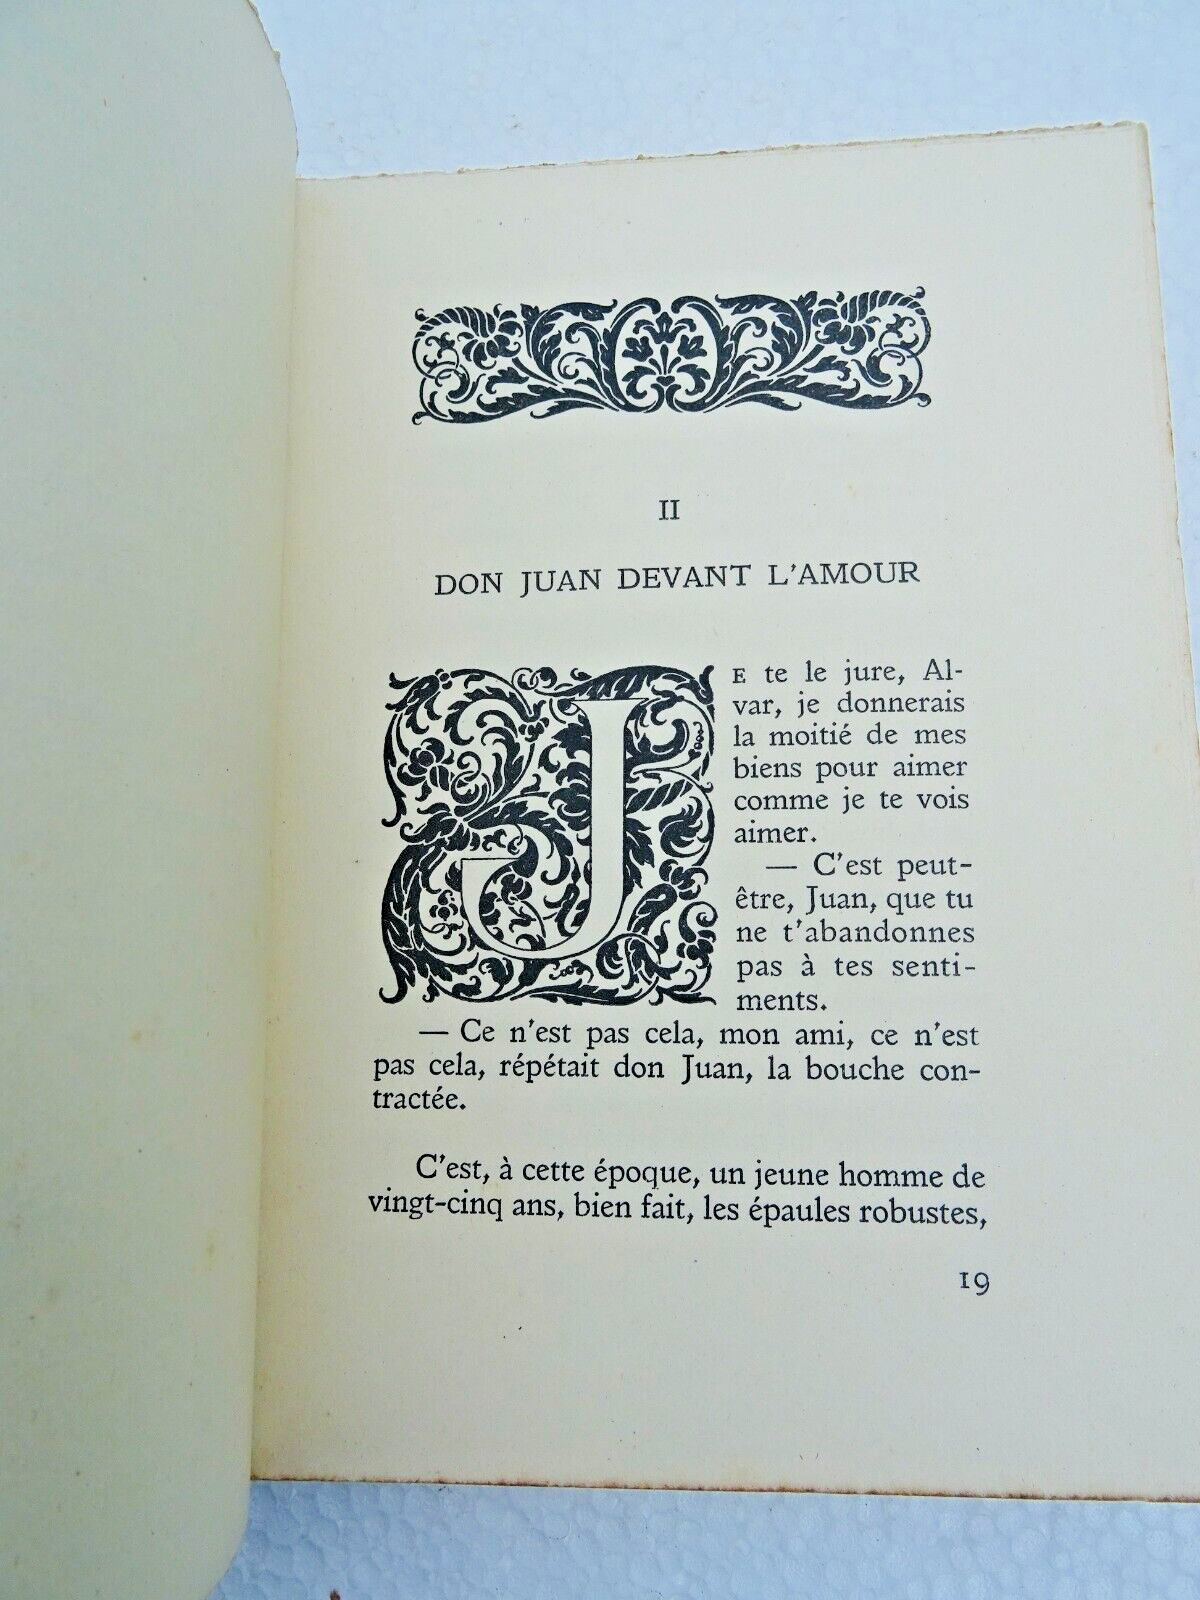 II
DON JUAN DEVANT L'AMOUR
JE te le jure, Al-
var, je donnerais
la moitié de mes
biens pour aimer
comme je te vois
aimer.
— C'est peut-
être, Juan, que tu
ne t'abandonnes
pas à tes senti-
ments.
— Ce n'est pas cela, mon ami, ce n'est
pas cela, répétait don Juan, la bouche con-
tractée.
C'est, à cette époque, un jeune homme de
vingt-cinq ans, bien fait, les épaules robustes,
19